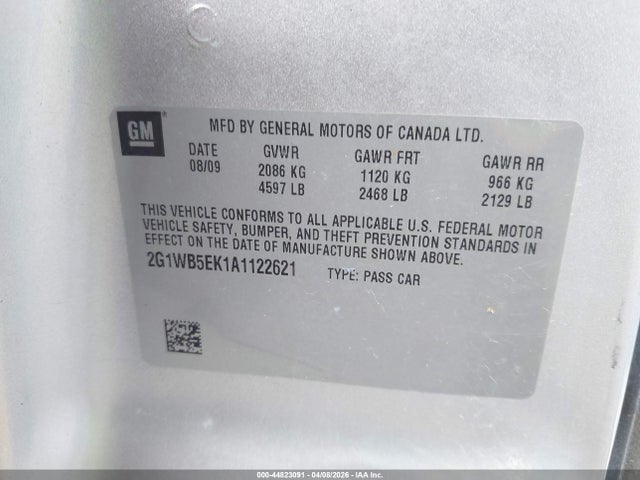 GM
MFD BY GENERAL MOTORS OF CANADA LTD.
DATE GVWR GAWR FRT GAWR RR
08/09 2086 KG 1120 KG 966 KG
4597 LB 2468 LB 2129 LB
THIS VEHICLE CONFORMS TO ALL APPLICABLE U.S. FEDERAL MOTOR
VEHICLE SAFETY, BUMPER, AND THEFT PREVENTION STANDARDS IN
EFFECT ON THE DATE OF MANUFACTURE SHOWN ABOVE.
2G1WB5EK1A1122621 TYPE: PASS CAR
000-44823091 - 04/08/2026 - IAA Inc.